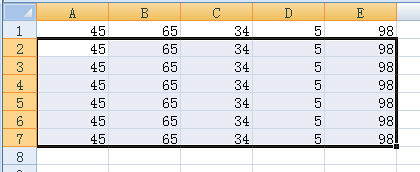 A B C D E
1 45 65 34 5 98
2 45 65 34 5 98
3 45 65 34 5 98
4 45 65 34 5 98
5 45 65 34 5 98
6 45 65 34 5 98
7 45 65 34 5 98
8